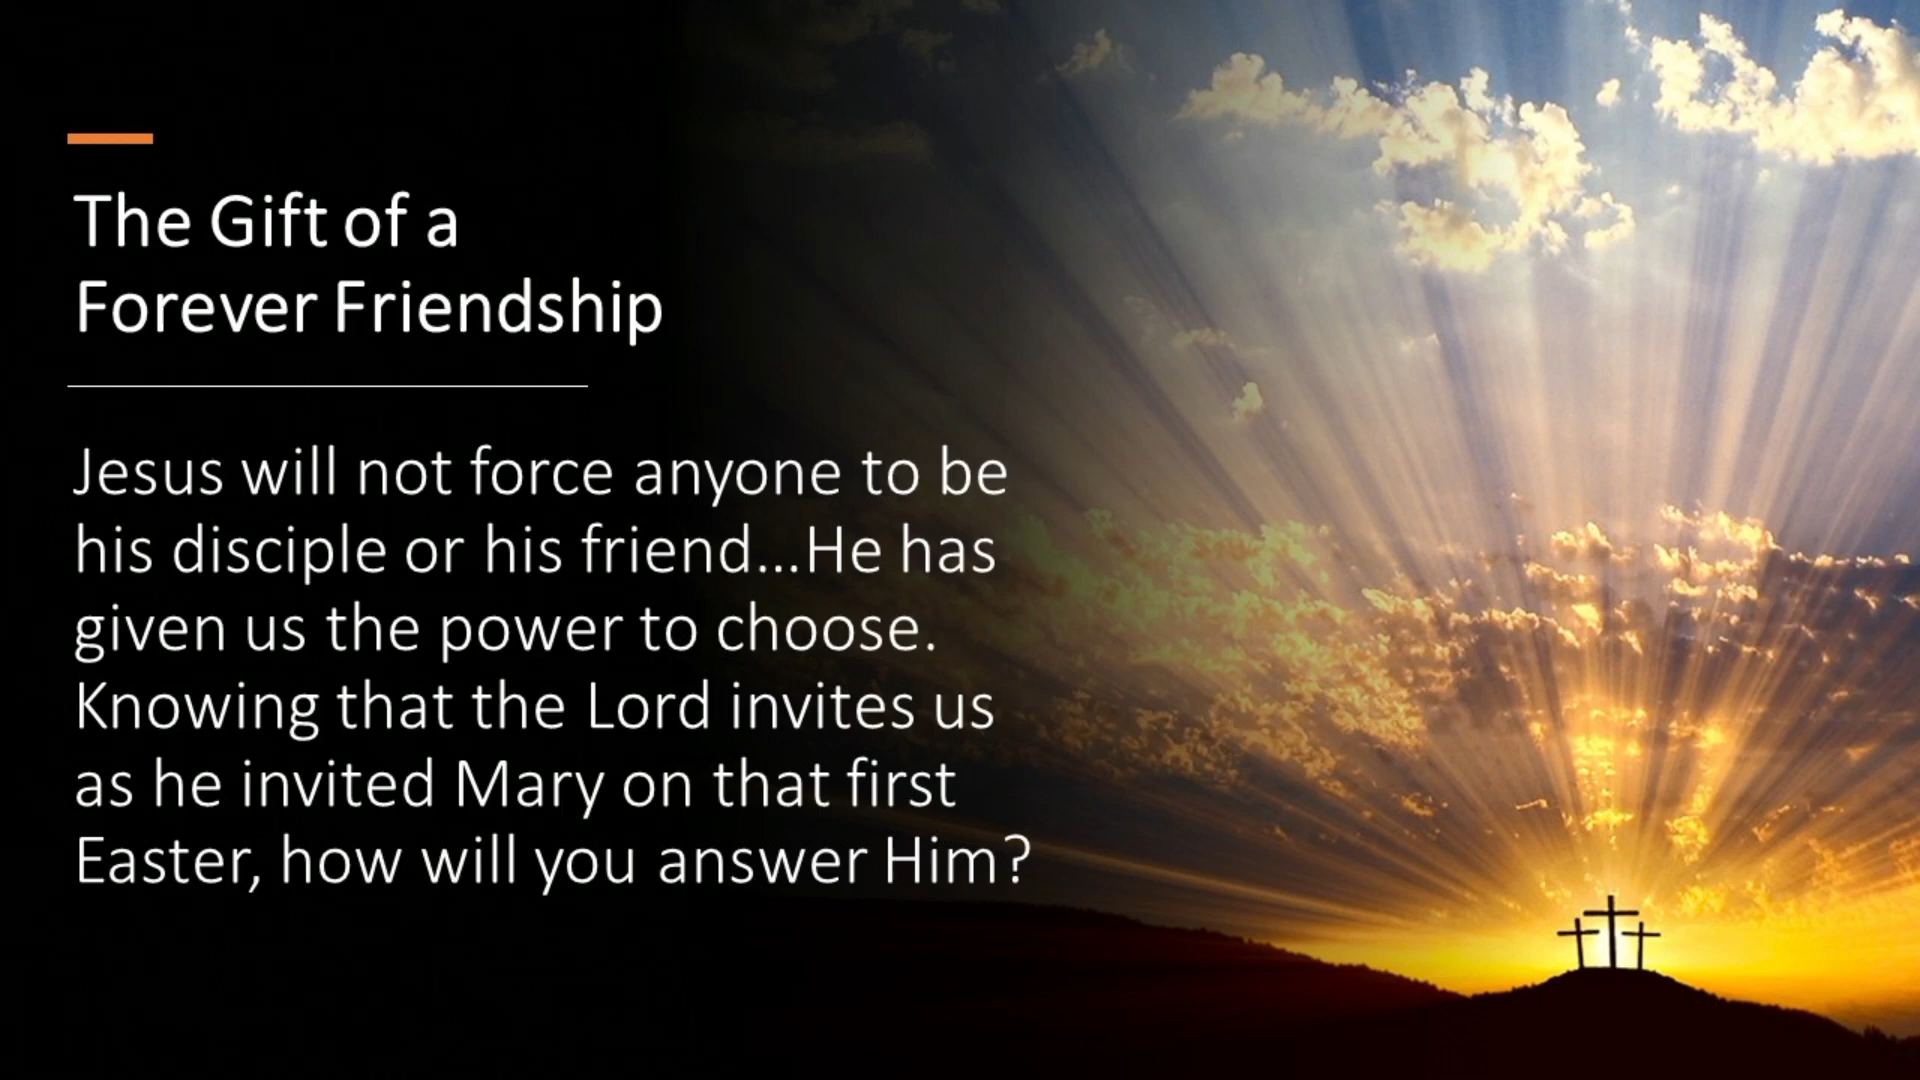 The Gift of a
Forever Friendship
Jesus will not force anyone to be
his disciple or his friend...He has
given us the power to choose.
Knowing that the Lord invites us
as he invited Mary on that first
Easter, how will you answer Him?